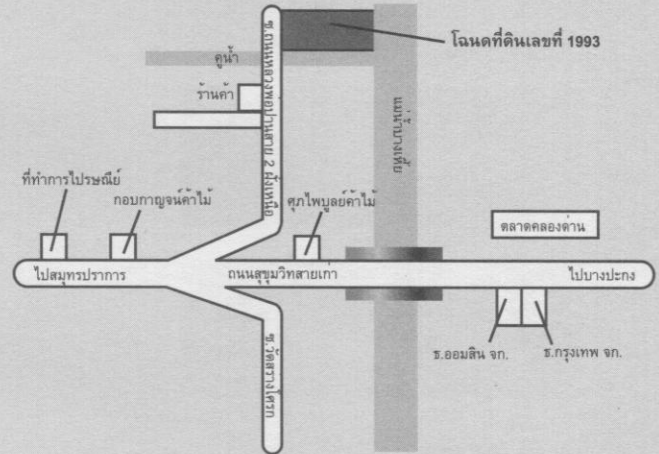 โฉนดที่ดินเลขที่ 1993
คูน้ำ
ร้านค้า
ซ.ถนนหลวงพ่อปานสาย 2 ฝั่งเหนือ
แม่น้ำบางเหี้ย
ที่ทำการไปรษณีย์
กอบกาญจน์ค้าไม้
ศุภไพบูลย์ค้าไม้
ตลาดคลองด่าน
ไปสมุทรปราการ
ถนนสุขุมวิทสายเก่า
ไปบางปะกง
ธ.ออมสิน จก.
ธ.กรุงเทพ จก.
ซ.วัดสร่างโศรก